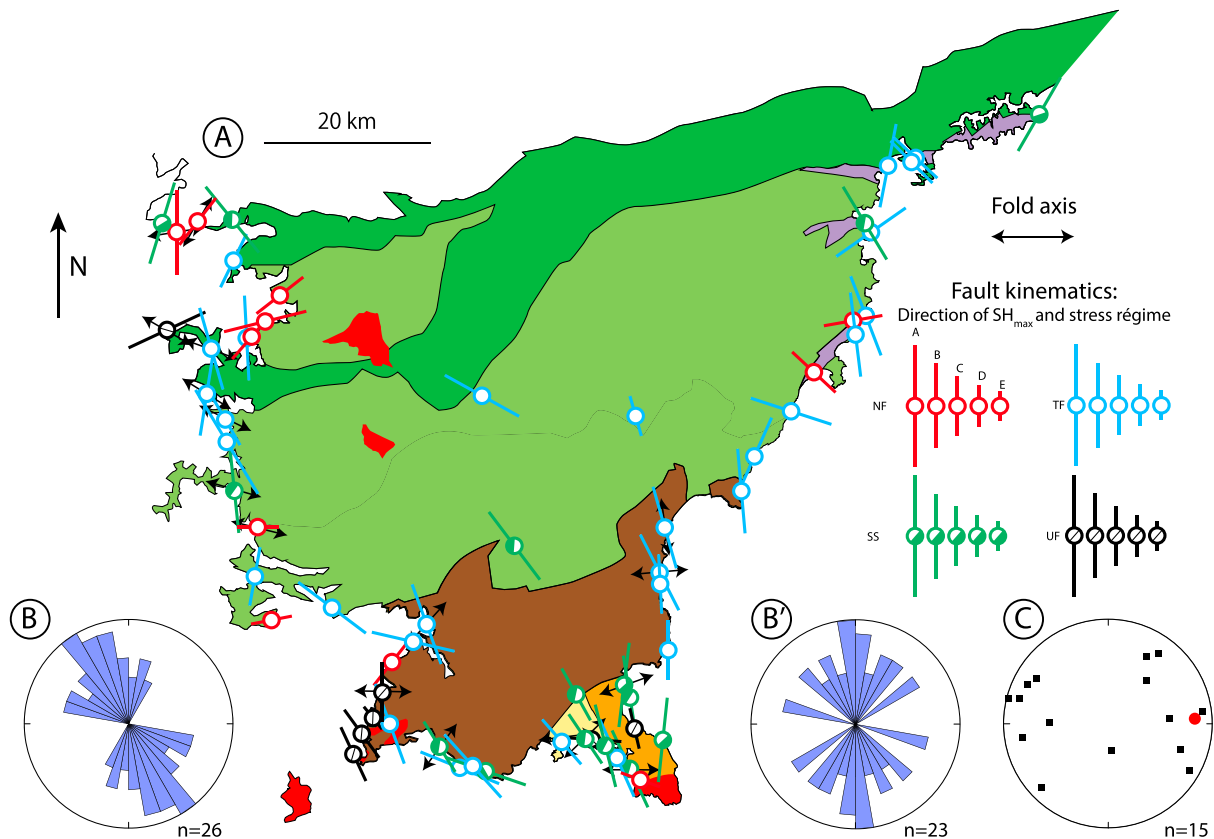 A
20 km
N
Fold axis
Fault kinematics:
Direction of SHmax and stress régime
A
B
C
D
E
NF
TF
SS
UF
B
n=26
B'
n=23
C
n=15